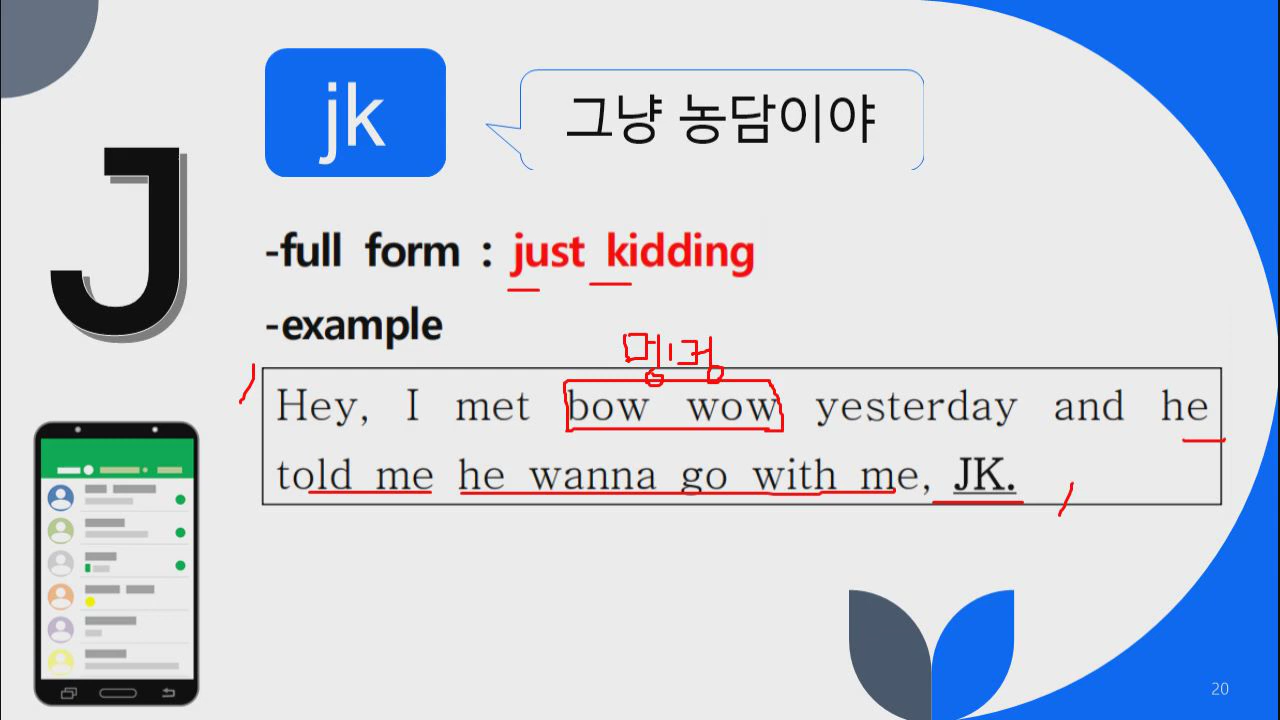 jk
그냥 농담이야
J
-full form : just kidding
-example
멍멍
Hey, I met bow wow yesterday and he
told me he wanna go with me, JK.
20